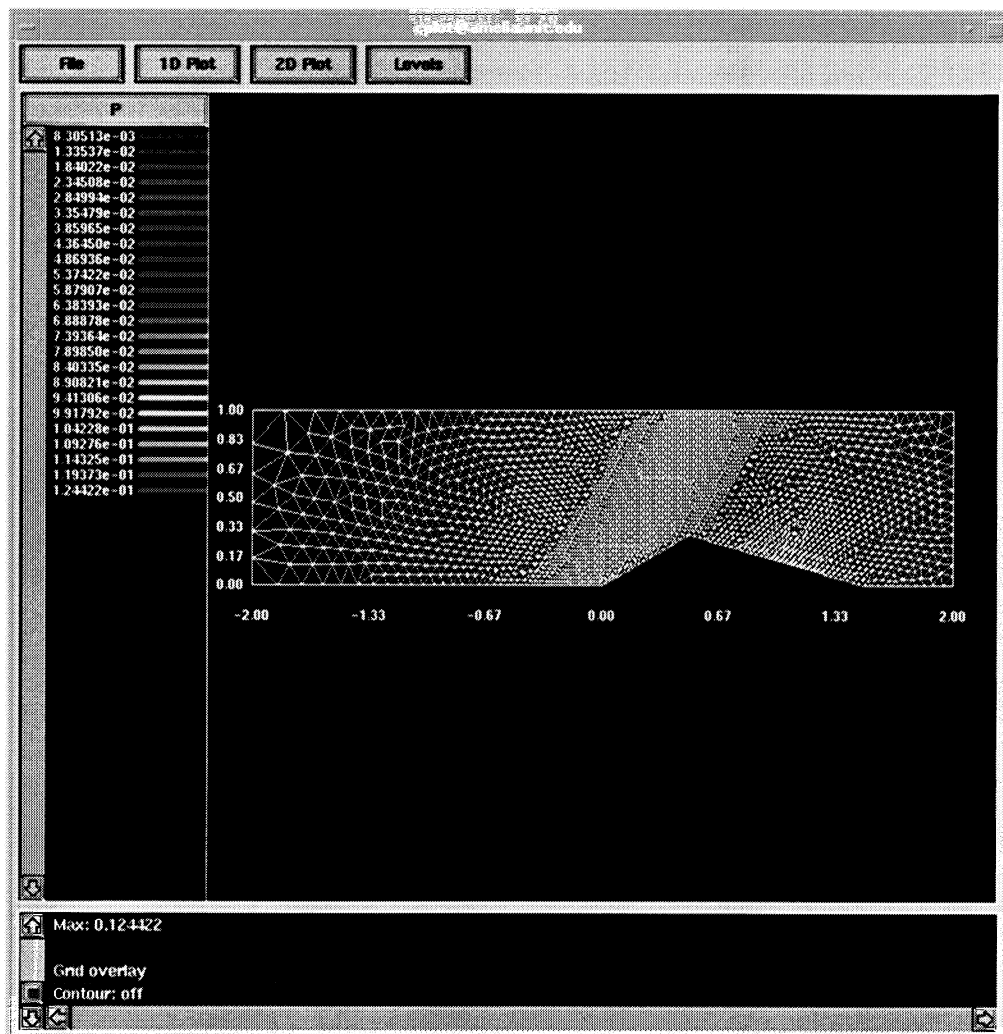 File 1D Plot 2D Plot Levels
P
8.30513e-03
1.33537e-02
1.84022e-02
2.34508e-02
2.84994e-02
3.35479e-02
3.85965e-02
4.36450e-02
4.86936e-02
5.37422e-02
5.87907e-02
6.38393e-02
6.88878e-02
7.39364e-02
7.89850e-02
8.40335e-02
8.90821e-02
9.41306e-02
9.91792e-02
1.04228e-01
1.09276e-01
1.14325e-01
1.19373e-01
1.24422e-01
1.00
0.83
0.67
0.50
0.33
0.17
0.00
-2.00 -1.33 -0.67 0.00 0.67 1.33 2.00
Max: 0.124422
Grid overlay
Contour: off